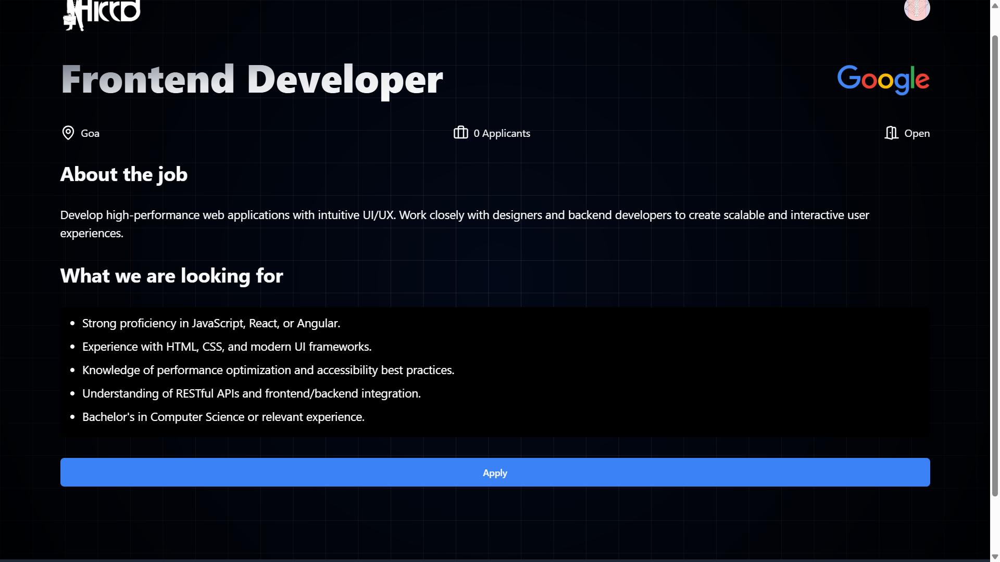 Frontend Developer
Google
Goa
0 Applicants
Open
About the job
Develop high-performance web applications with intuitive UI/UX. Work closely with designers and backend developers to create scalable and interactive user
experiences.
What we are looking for
• Strong proficiency in JavaScript, React, or Angular.
• Experience with HTML, CSS, and modern UI frameworks.
• Knowledge of performance optimization and accessibility best practices.
• Understanding of RESTful APIs and frontend/backend integration.
• Bachelor's in Computer Science or relevant experience.
Apply